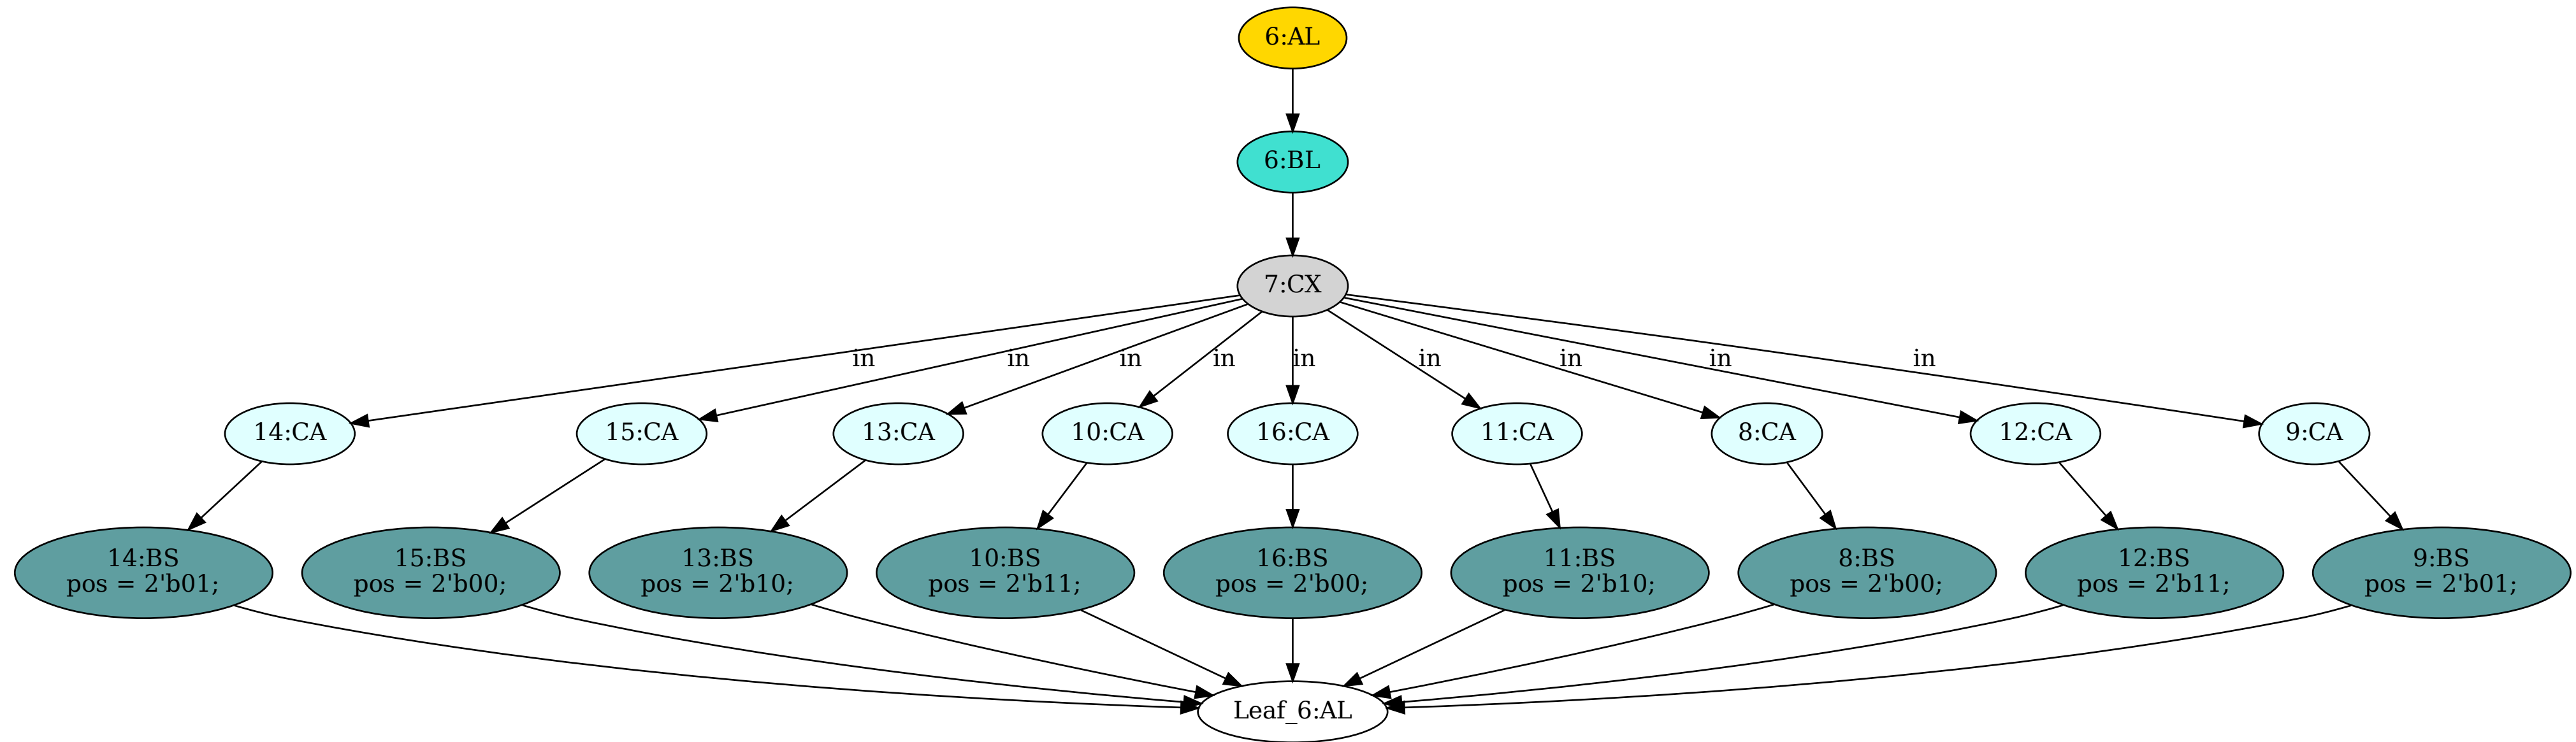 6:AL
6:BL
7:CX
in in in in in in in in in
14:CA 15:CA 13:CA 10:CA 16:CA 11:CA 8:CA 12:CA 9:CA
14:BS
pos = 2'b01;
15:BS
pos = 2'b00;
13:BS
pos = 2'b10;
10:BS
pos = 2'b11;
16:BS
pos = 2'b00;
11:BS
pos = 2'b10;
8:BS
pos = 2'b00;
12:BS
pos = 2'b11;
9:BS
pos = 2'b01;
Leaf_6:AL